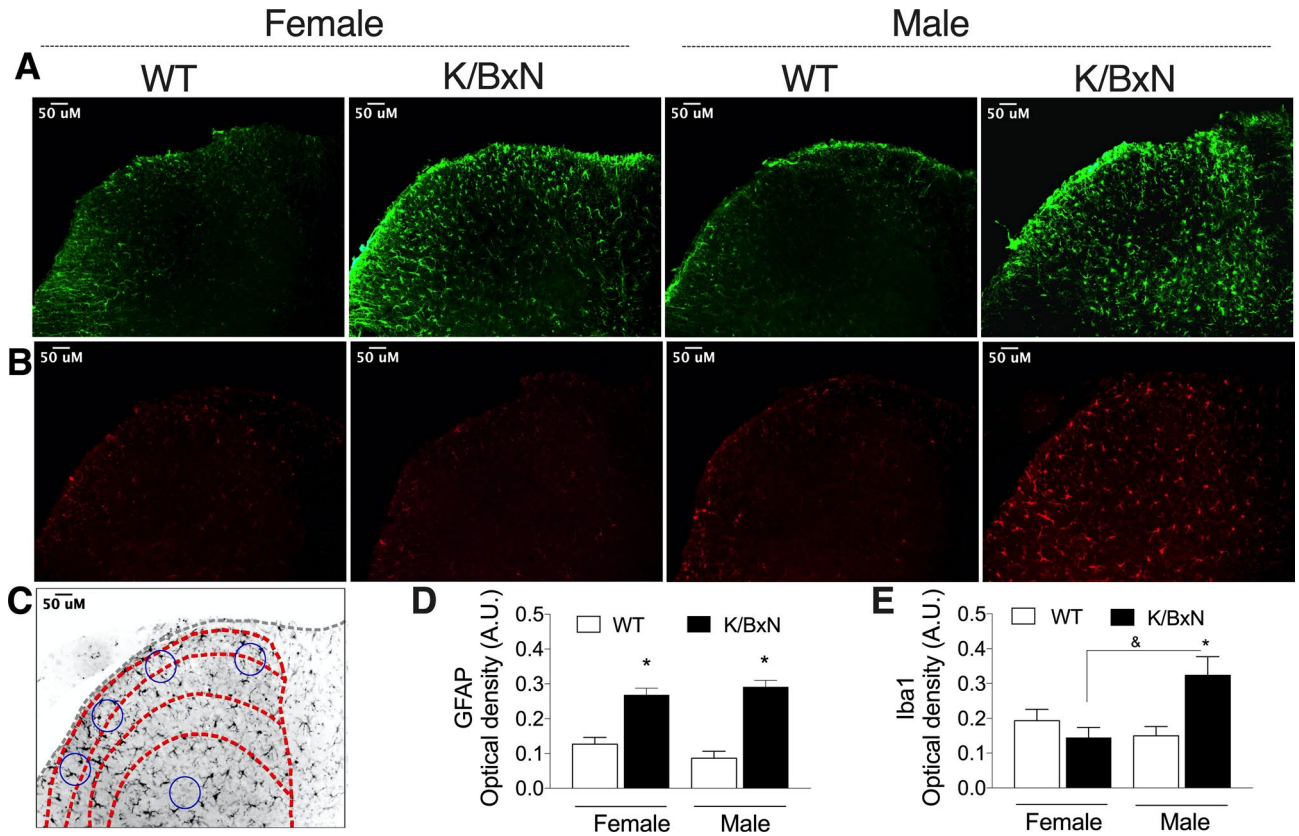 Female Male
A WT K/BxN WT K/BxN
50 uM 50 uM 50 uM 50 uM
B 50 uM 50 uM 50 uM 50 uM
C 50 uM
D
GFAP
Optical density (A.U.)
0.5
0.4
0.3
0.2
0.1
0.0
WT K/BxN
* *
Female Male
E
Iba1
Optical density (A.U.)
0.5
0.4
0.3
0.2
0.1
0.0
WT K/BxN
& *
Female Male